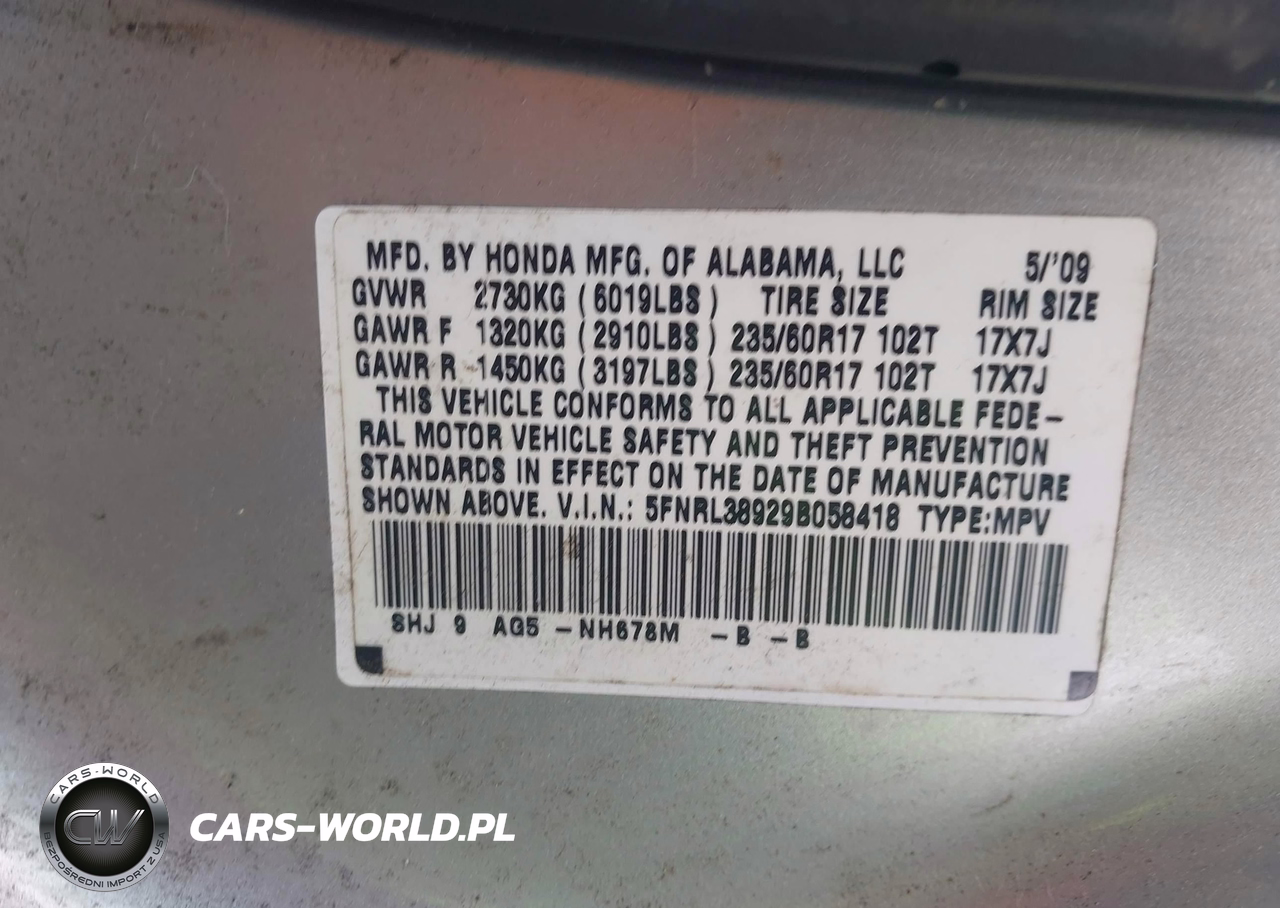 MFD. BY HONDA MFG. OF ALABAMA, LLC 5/'09
GVWR 2730KG ( 6019LBS ) TIRE SIZE RIM SIZE
GAWR F 1320KG ( 2910LBS ) 235/60R17 102T 17X7J
GAWR R 1450KG ( 3197LBS ) 235/60R17 102T 17X7J
THIS VEHICLE CONFORMS TO ALL APPLICABLE FEDE-
RAL MOTOR VEHICLE SAFETY AND THEFT PREVENTION
STANDARDS IN EFFECT ON THE DATE OF MANUFACTURE
SHOWN ABOVE. V.I.N.: 5FNRL38929B058418 TYPE:MPV
SHJ 9 AG5 -NH678M -B -B
CARS-WORLD
CW
BEZPOŚREDNI IMPORT Z USA
CARS-WORLD.PL